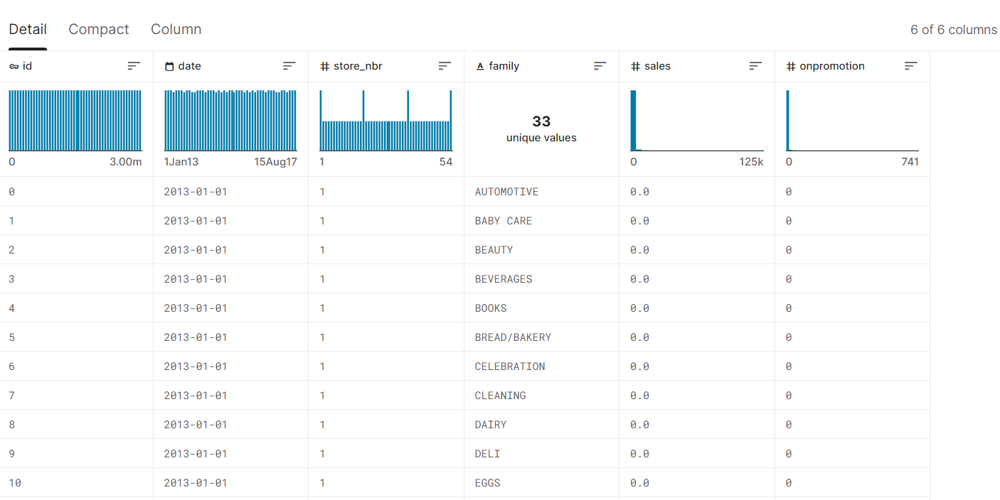 Detail Compact Column 6 of 6 columns
id date store_nbr family sales onpromotion
33
unique values
0 3.00m 1Jan13 15Aug17 1 54 0 125k 0 741
0 2013-01-01 1 AUTOMOTIVE 0.0 0
1 2013-01-01 1 BABY CARE 0.0 0
2 2013-01-01 1 BEAUTY 0.0 0
3 2013-01-01 1 BEVERAGES 0.0 0
4 2013-01-01 1 BOOKS 0.0 0
5 2013-01-01 1 BREAD/BAKERY 0.0 0
6 2013-01-01 1 CELEBRATION 0.0 0
7 2013-01-01 1 CLEANING 0.0 0
8 2013-01-01 1 DAIRY 0.0 0
9 2013-01-01 1 DELI 0.0 0
10 2013-01-01 1 EGGS 0.0 0